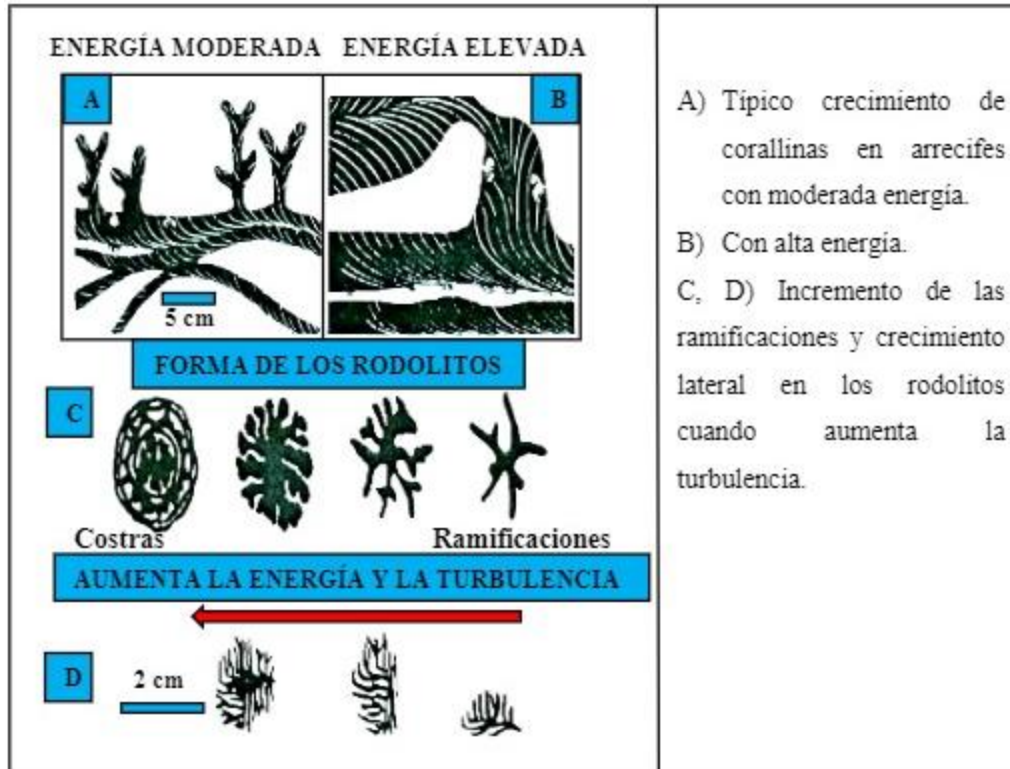 ENERGÍA MODERADA ENERGÍA ELEVADA
A
B
5 cm
FORMA DE LOS RODOLITOS
C
Costras
Ramificaciones
AUMENTA LA ENERGÍA Y LA TURBULENCIA
D
2 cm
A) Típico crecimiento de
corallinas en arrecifes
con moderada energía.
B) Con alta energía.
C, D) Incremento de las
ramificaciones y crecimiento
lateral en los rodolitos
cuando aumenta la
turbulencia.